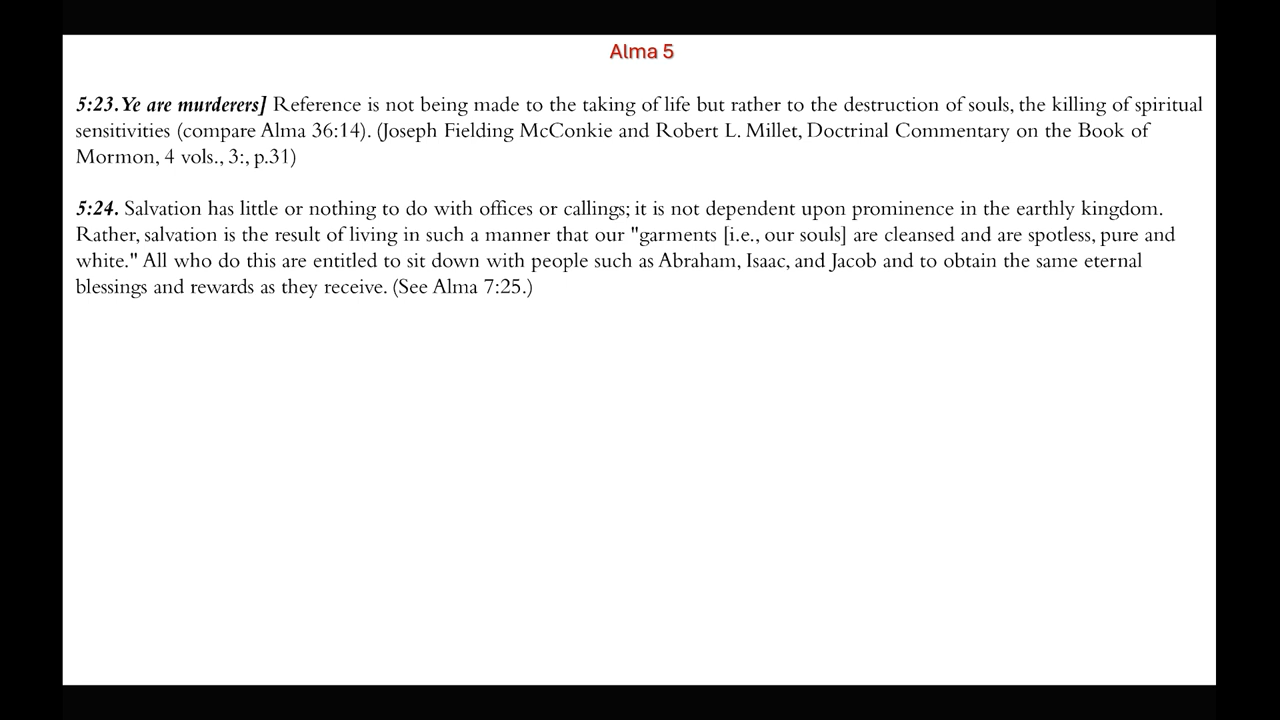 Alma 5
5:23. Ye are murderers] Reference is not being made to the taking of life but rather to the destruction of souls, the killing of spiritual
sensitivities (compare Alma 36:14). (Joseph Fielding McConkie and Robert L. Millet, Doctrinal Commentary on the Book of
Mormon, 4 vols., 3:, p.31)
5:24. Salvation has little or nothing to do with offices or callings; it is not dependent upon prominence in the earthly kingdom.
Rather, salvation is the result of living in such a manner that our "garments [i.e., our souls] are cleansed and are spotless, pure and
white." All who do this are entitled to sit down with people such as Abraham, Isaac, and Jacob and to obtain the same eternal
blessings and rewards as they receive. (See Alma 7:25.)